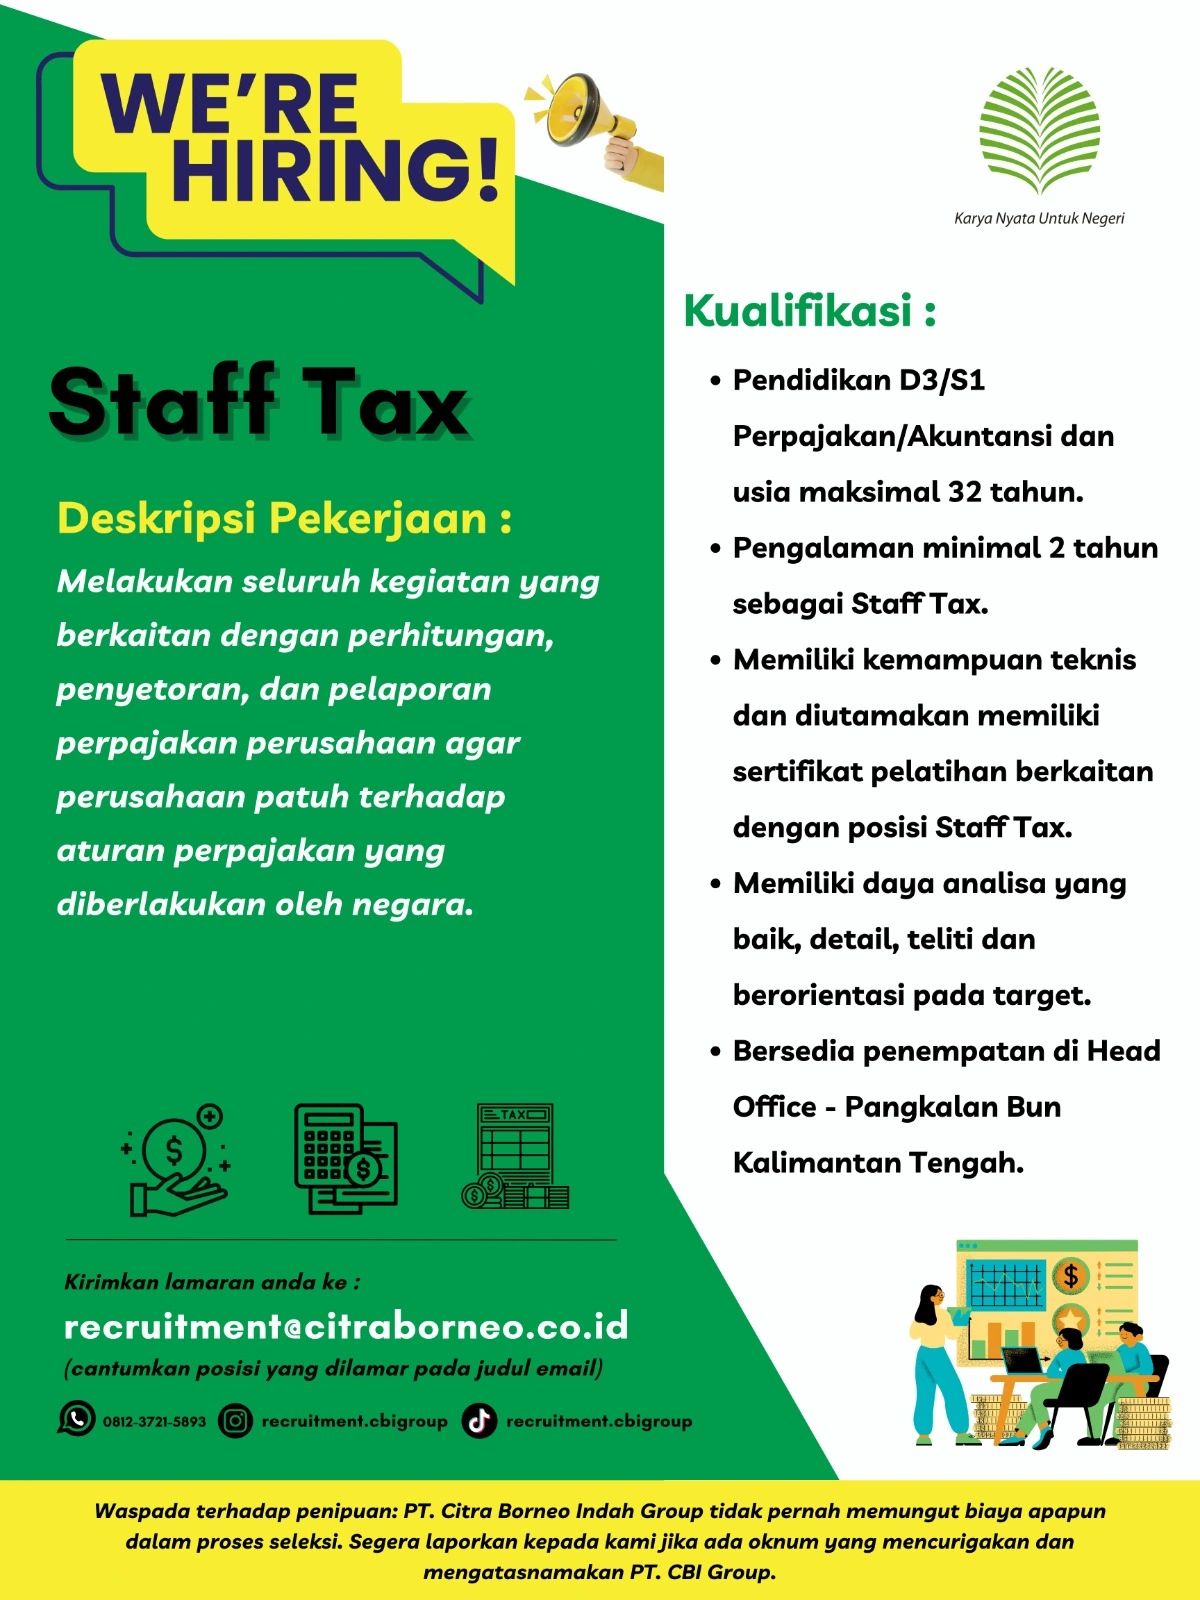 WE'RE
HIRING!
Karya Nyata Untuk Negeri
Staff Tax
Deskripsi Pekerjaan :
Melakukan seluruh kegiatan yang
berkaitan dengan perhitungan,
penyetoran, dan pelaporan
perpajakan perusahaan agar
perusahaan patuh terhadap
aturan perpajakan yang
diberlakukan oleh negara.
Kualifikasi :
• Pendidikan D3/S1
Perpajakan/Akuntansi dan
usia maksimal 32 tahun.
• Pengalaman minimal 2 tahun
sebagai Staff Tax.
• Memiliki kemampuan teknis
dan diutamakan memiliki
sertifikat pelatihan berkaitan
dengan posisi Staff Tax.
• Memiliki daya analisa yang
baik, detail, teliti dan
berorientasi pada target.
• Bersedia penempatan di Head
Office - Pangkalan Bun
Kalimantan Tengah.
TAX
Kirimkan lamaran anda ke :
recruitment@citraborneo.co.id
(cantumkan posisi yang dilamar pada judul email)
0812-3721-5893 recruitment.cbigroup recruitment.cbigroup
Waspada terhadap penipuan: PT. Citra Borneo Indah Group tidak pernah memungut biaya apapun
dalam proses seleksi. Segera laporkan kepada kami jika ada oknum yang mencurigakan dan
mengatasnamakan PT. CBI Group.